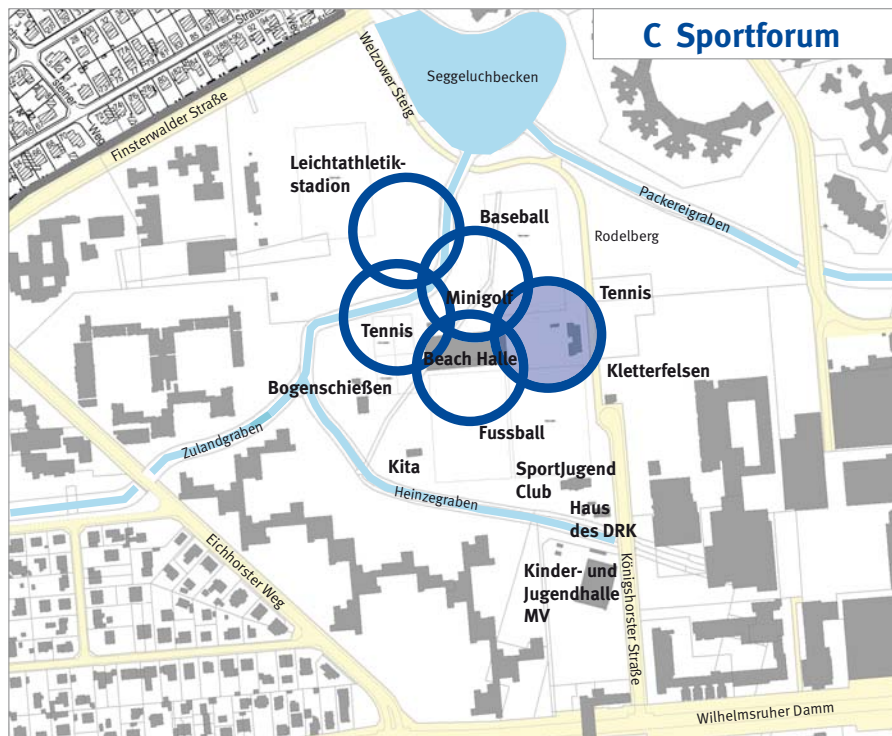 C Sportforum
Seggeluchbecken
Welzower Steig
Finsterwalder Straße
Leichtathletik-
stadion
Baseball
Packereigraben
Rodelberg
Minigolf
Tennis
Tennis
Beach Halle
Kletterfelsen
Bogenschießen
Fussball
Zulandgraben
Kita
SportJugend
Club
Heinzegraben
Haus
des DRK
Eichhorster Weg
Kinder- und
Jugendhalle
MV
Königshorster Straße
Wilhelmsruher Damm